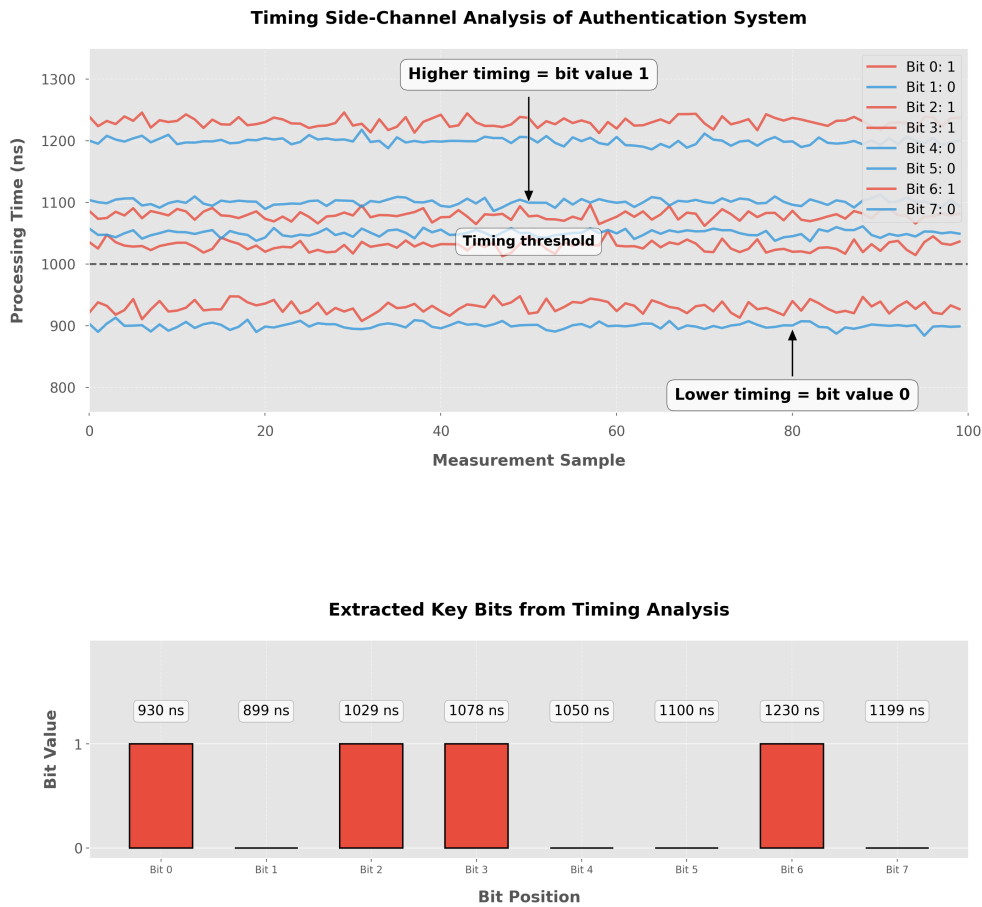 Timing Side-Channel Analysis of Authentication System
Processing Time (ns)
1300
1200
1100
1000
900
800
Higher timing = bit value 1
Timing threshold
Lower timing = bit value 0
Bit 0: 1
Bit 1: 0
Bit 2: 1
Bit 3: 1
Bit 4: 0
Bit 5: 0
Bit 6: 1
Bit 7: 0
0 20 40 60 80 100
Measurement Sample
Extracted Key Bits from Timing Analysis
Bit Value
930 ns 899 ns 1029 ns 1078 ns 1050 ns 1100 ns 1230 ns 1199 ns
1
0
Bit 0 Bit 1 Bit 2 Bit 3 Bit 4 Bit 5 Bit 6 Bit 7
Bit Position